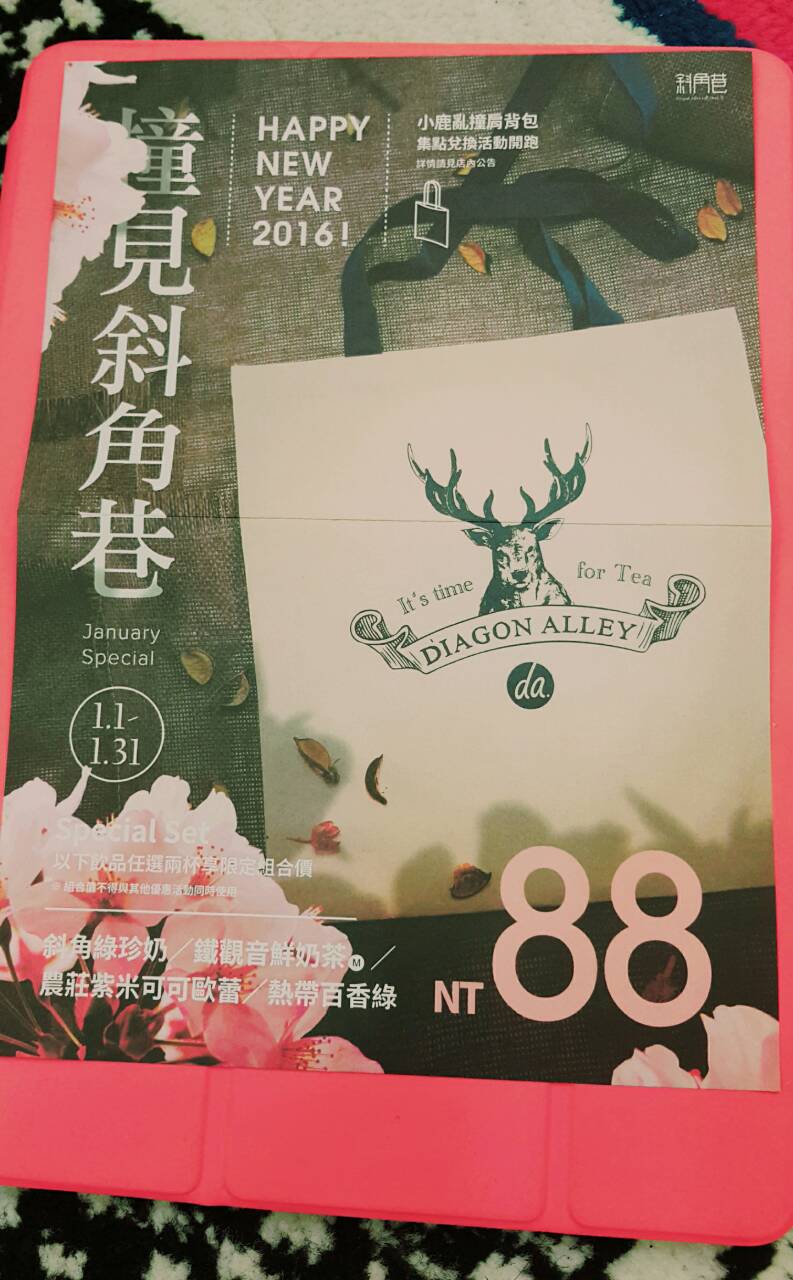 斜角巷
撞見斜角巷
HAPPY
NEW
YEAR
2016!
小鹿亂撞肩背包
集點兌換活動開跑
詳情請見店內公告
It's time for Tea
DIAGON ALLEY
da.
January
Special
1.1-
1.31
Special Set
以下飲品任選兩杯享限定組合價
※組合價不得與其他優惠活動同時使用
斜角綠珍奶／鐵觀音鮮奶茶Ⓜ／
農莊紫米可可歐蕾／熱帶百香綠
NT 88